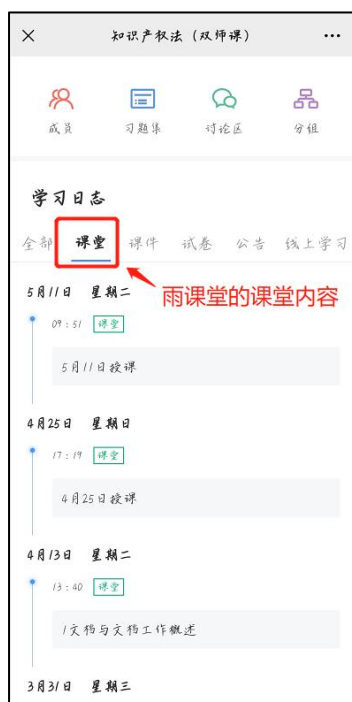 知识产权法（双师课）
成员 习题集 讨论区 分组
学习日志
全部 课堂 课件 试卷 公告 线上学习
5月11日 星期二
雨课堂的课堂内容
09:51 课堂
5月11日授课
4月25日 星期日
17:19 课堂
4月25日授课
4月13日 星期二
13:40 课堂
1文档与文档工作概述
3月31日 星期三